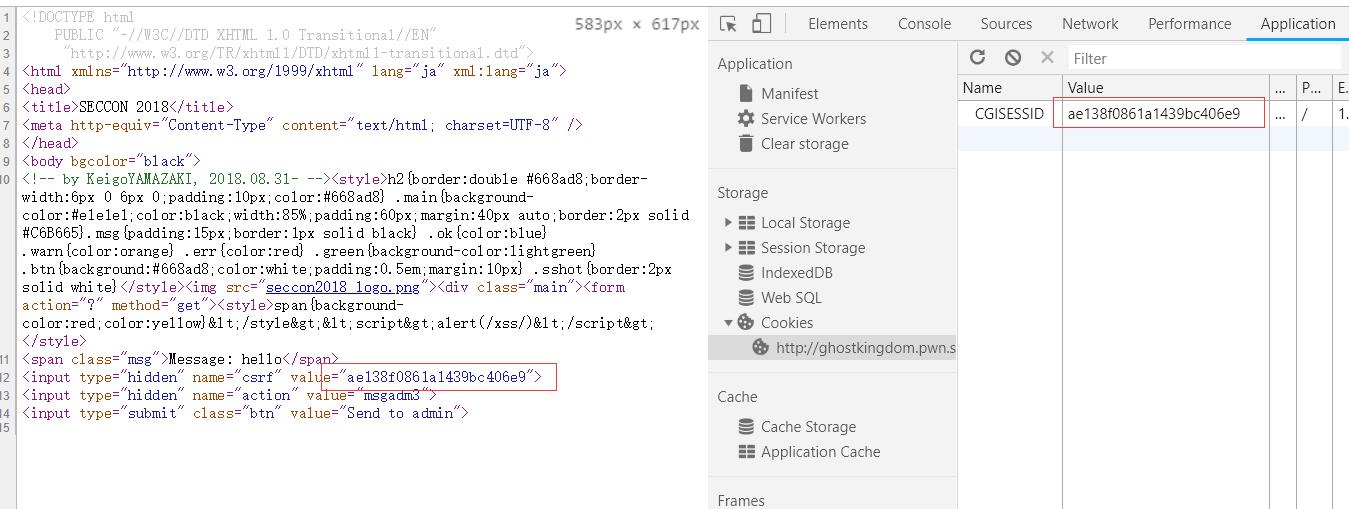 1 <!DOCTYPE html
2 PUBLIC "-//W3C//DTD XHTML 1.0 Transitional//EN"
3 "http://www.w3.org/TR/xhtml1/DTD/xhtml1-transitional.dtd">
4 <html xmlns="http://www.w3.org/1999/xhtml" lang="ja" xml:lang="ja">
5 <head>
6 <title>SECCON 2018</title>
7 <meta http-equiv="Content-Type" content="text/html; charset=UTF-8" />
8 </head>
9 <body bgcolor="black">
10 <!-- by KeigoYAMAZAKI, 2018.08.31- --><style>h2{border:double #668ad8;border-
width:6px 0 6px 0;padding:10px;color:#668ad8} .main{background-
color:#e1e1e1;color:black;width:85%;padding:60px;margin:40px auto;border:2px solid
#C6B665}.msg{padding:15px;border:1px solid black} .ok{color:blue}
.warn{color:orange} .err{color:red} .green{background-color:lightgreen}
.btn{background:#668ad8;color:white;padding:0.5em;margin:10px} .sshot{border:2px
solid white}</style><img src="seccon2018_logo.png"><div class="main"><form
action="?" method="get"><style>span{background-
color:red;color:yellow}&lt;/style&gt;&lt;script&gt;alert(/xss/)&lt;/script&gt;
</style>
11 <span class="msg">Message: hello</span>
12 <input type="hidden" name="csrf" value="ae138f0861a1439bc406e9">
13 <input type="hidden" name="action" value="msgadm3">
14 <input type="submit" class="btn" value="Send to admin">
15
583px × 617px
Elements Console Sources Network Performance Application
Application
Manifest
Service Workers
Clear storage
Storage
Local Storage
Session Storage
IndexedDB
Web SQL
Cookies
http://ghostkingdom.pwn.s
Cache
Cache Storage
Application Cache
Frames
Filter
Name Value ... P... E.
CGISESSID ae138f0861a1439bc406e9 ... / 1.